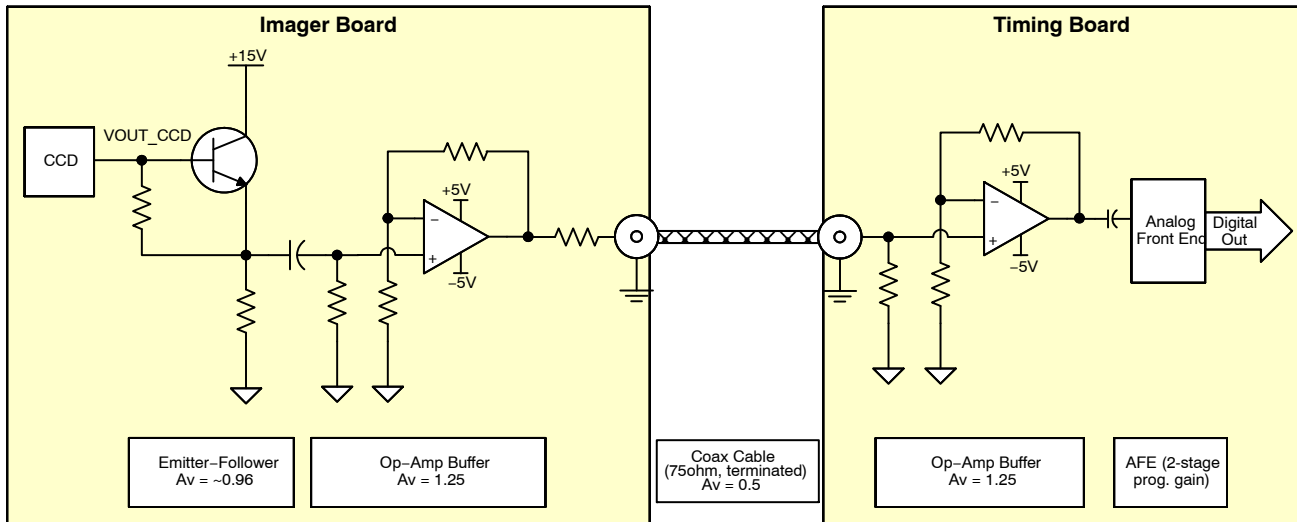 Imager Board
Timing Board
+15V
VOUT_CCD
CCD
+5V
−
+
−5V
+5V
−
+
−5V
Analog
Front End
Digital
Out
Emitter−Follower
Av = ~0.96
Op−Amp Buffer
Av = 1.25
Coax Cable
(75ohm, terminated)
Av = 0.5
Op−Amp Buffer
Av = 1.25
AFE (2-stage
prog. gain)